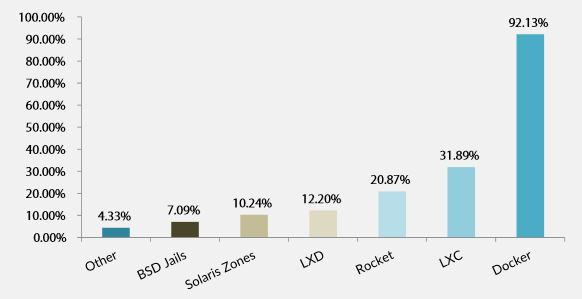 100.00%
90.00%
80.00%
70.00%
60.00%
50.00%
40.00%
30.00%
20.00%
10.00%
0.00%
4.33%
7.09%
10.24%
12.20%
20.87%
31.89%
92.13%
Other
BSD Jails
Solaris Zones
LXD
Rocket
LXC
Docker